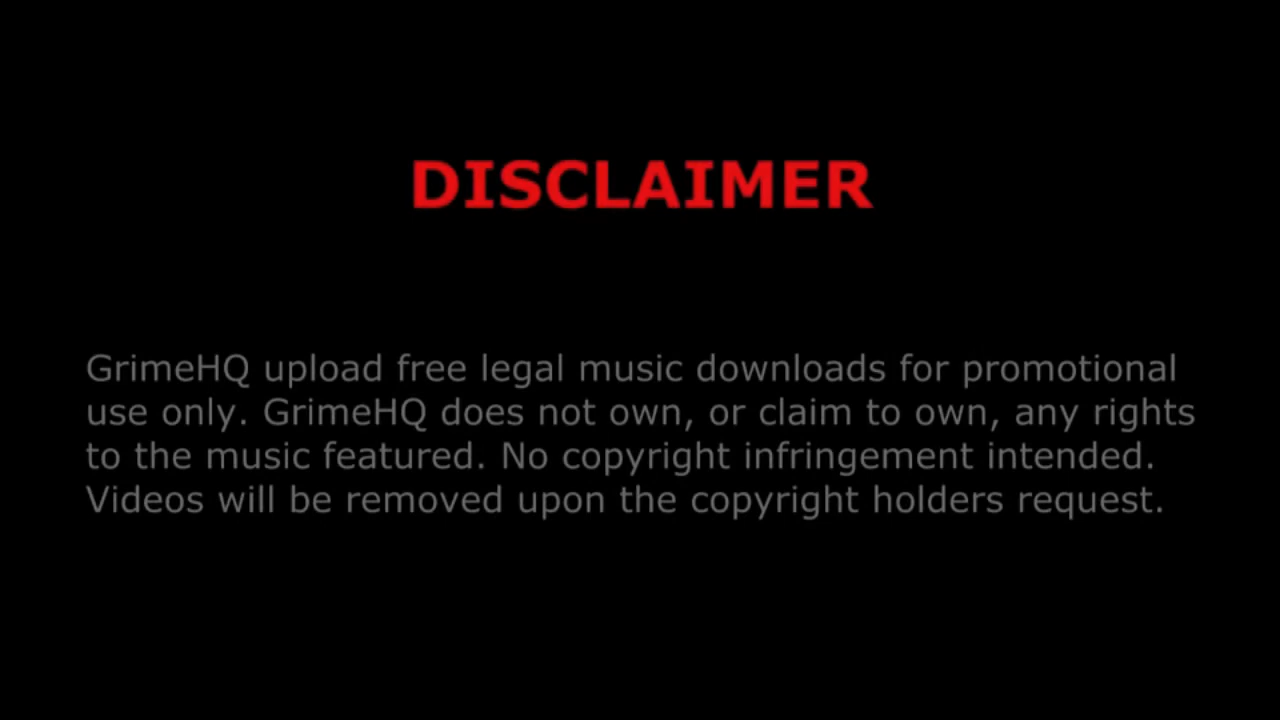 DISCLAIMER
GrimeHQ upload free legal music downloads for promotional
use only. GrimeHQ does not own, or claim to own, any rights
to the music featured. No copyright infringement intended.
Videos will be removed upon the copyright holders request.